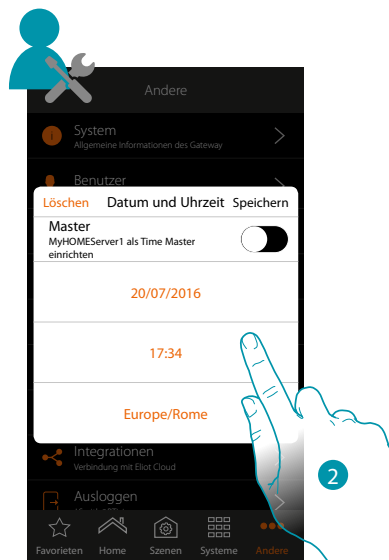 Andere
System
Allgemeine Informationen des Gateway
Benutzer
Löschen Datum und Uhrzeit Speichern
Master
MyHOMEServer1 als Time Master
einrichten
20/07/2016
17:34
Europe/Rome
Integrationen
Verbindung mit Eliot Cloud
2
Ausloggen
Favorieten Home Szenen Systeme Andere